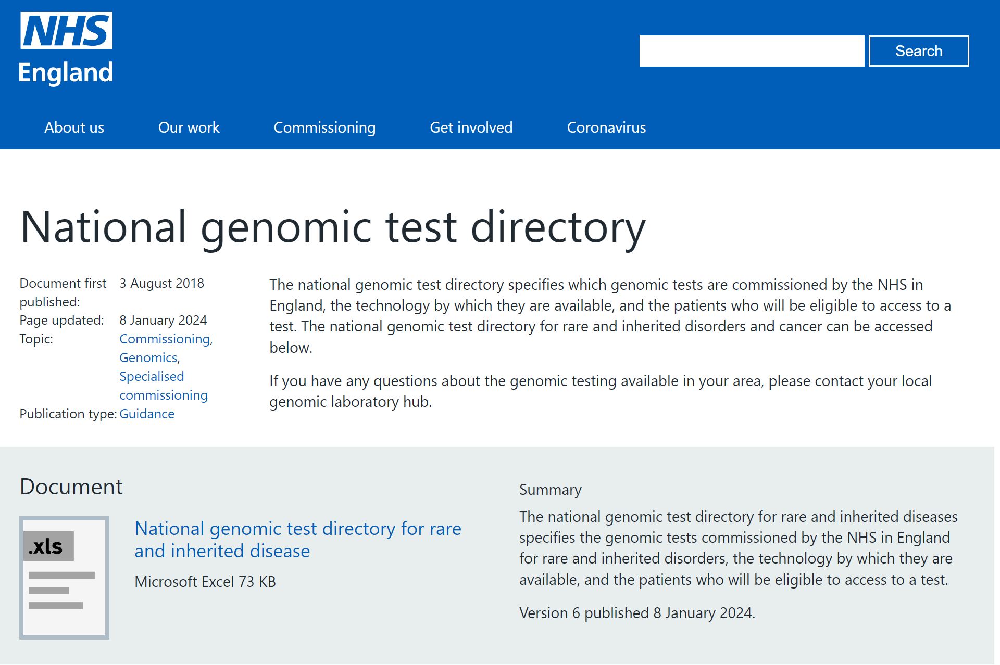 NHS
England
Search
About us
Our work
Commissioning
Get involved
Coronavirus
National genomic test directory
Document first
published:
3 August 2018
Page updated:
8 January 2024
Topic:
Commissioning,
Genomics,
Specialised
commissioning
Publication type:
Guidance
The national genomic test directory specifies which genomic tests are commissioned by the NHS in
England, the technology by which they are available, and the patients who will be eligible to access to a
test. The national genomic test directory for rare and inherited disorders and cancer can be accessed
below.
If you have any questions about the genomic testing available in your area, please contact your local
genomic laboratory hub.
Document
.xls
National genomic test directory for rare
and inherited disease
Microsoft Excel 73 KB
Summary
The national genomic test directory for rare and inherited diseases
specifies the genomic tests commissioned by the NHS in England
for rare and inherited disorders, the technology by which they are
available, and the patients who will be eligible to access to a test.
Version 6 published 8 January 2024.